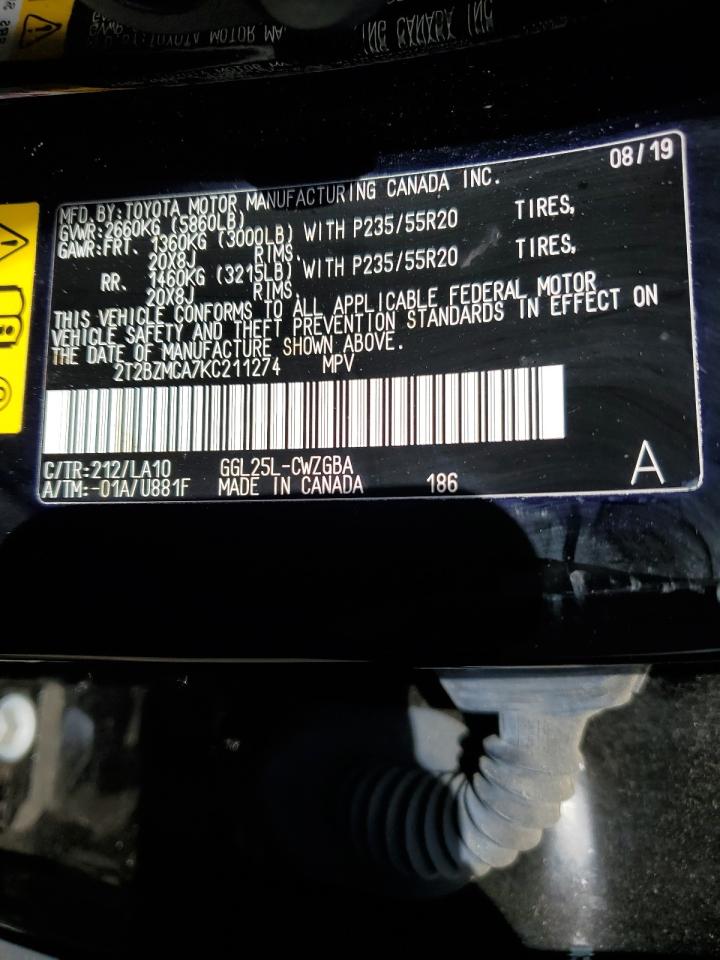 08/19
MFD. BY: TOYOTA MOTOR MANUFACTURING CANADA INC.
GVWR: 2660KG (5860LB)
GAWR: FRT. 1360KG (3000LB) WITH P235/55R20 TIRES,
20X8J RIMS,
RR. 1460KG (3215LB) WITH P235/55R20 TIRES,
20X8J RIMS,
THIS VEHICLE CONFORMS TO ALL APPLICABLE FEDERAL MOTOR
VEHICLE SAFETY AND THEFT PREVENTION STANDARDS IN EFFECT ON
THE DATE OF MANUFACTURE SHOWN ABOVE.
2T2BZMCA7KC211274 MPV
C/TR: 212/LA10 GGL25L-CWZGBA
A/TM: -01A/U881F MADE IN CANADA 186
A